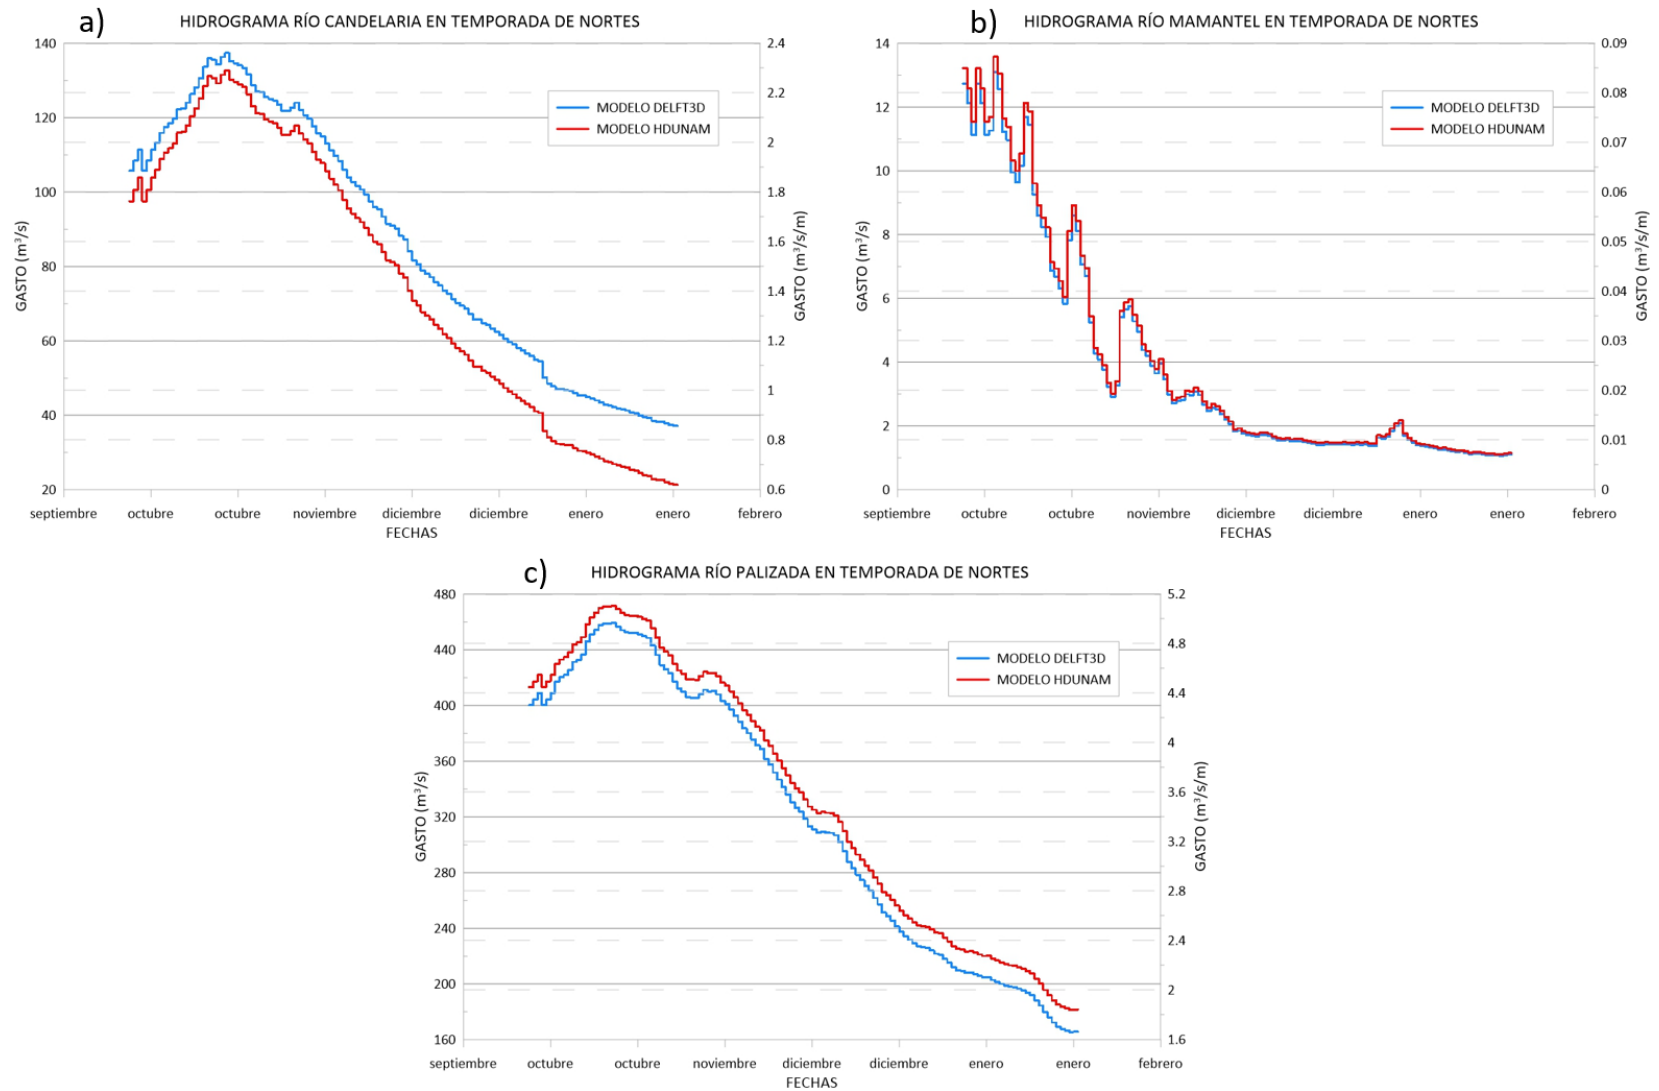 a)
HIDROGRAMA RÍO CANDELARIA EN TEMPORADA DE NORTES
140
120
100
80
60
40
20
2.4
2.2
2
1.8
1.6
1.4
1.2
1
0.8
0.6
GASTO (m³/s)
GASTO (m³/s/m)
MODELO DELFT3D
MODELO HDUNAM
septiembre octubre octubre noviembre diciembre diciembre enero enero febrero
FECHAS
b)
HIDROGRAMA RÍO MAMANTEL EN TEMPORADA DE NORTES
14
12
10
8
6
4
2
0
0.09
0.08
0.07
0.06
0.05
0.04
0.03
0.02
0.01
0
GASTO (m³/s)
GASTO (m³/s/m)
MODELO DELFT3D
MODELO HDUNAM
septiembre octubre octubre noviembre diciembre diciembre enero enero febrero
FECHAS
c)
HIDROGRAMA RÍO PALIZADA EN TEMPORADA DE NORTES
480
440
400
360
320
280
240
200
160
5.2
4.8
4.4
4
3.6
3.2
2.8
2.4
2
1.6
GASTO (m³/s)
GASTO (m³/s/m)
MODELO DELFT3D
MODELO HDUNAM
septiembre octubre octubre noviembre diciembre diciembre enero enero febrero
FECHAS